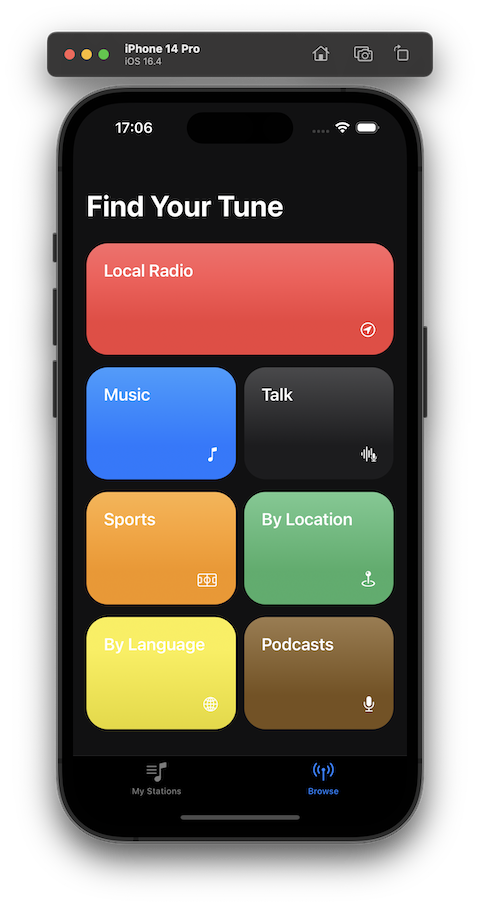 iPhone 14 Pro
iOS 16.4
17:06
Find Your Tune
Local Radio
Music
Talk
Sports
By Location
By Language
Podcasts
My Stations
Browse